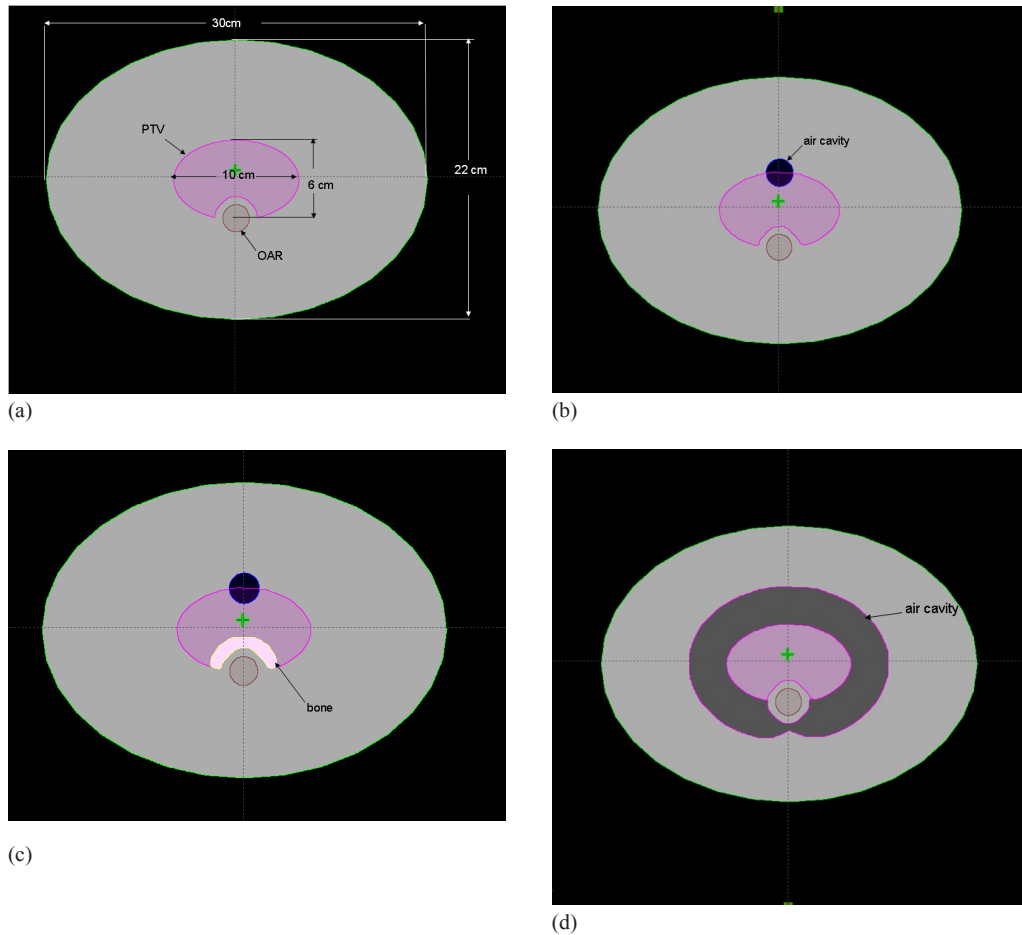 30cm
PTV
10 cm
6 cm
22 cm
OAR
(a)
air cavity
(b)
bone
(c)
air cavity
(d)